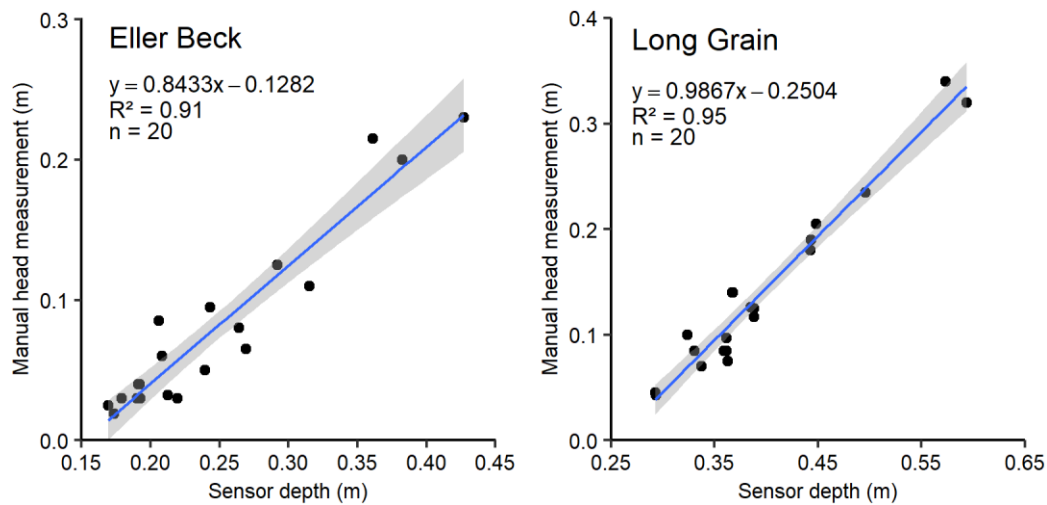 Eller Beck
y = 0.8433x – 0.1282
R² = 0.91
n = 20
0.3
0.2
0.1
0.0
Manual head measurement (m)
0.15 0.20 0.25 0.30 0.35 0.40 0.45
Sensor depth (m)
Long Grain
y = 0.9867x – 0.2504
R² = 0.95
n = 20
0.4
0.3
0.2
0.1
0.0
Manual head measurement (m)
0.25 0.35 0.45 0.55 0.65
Sensor depth (m)